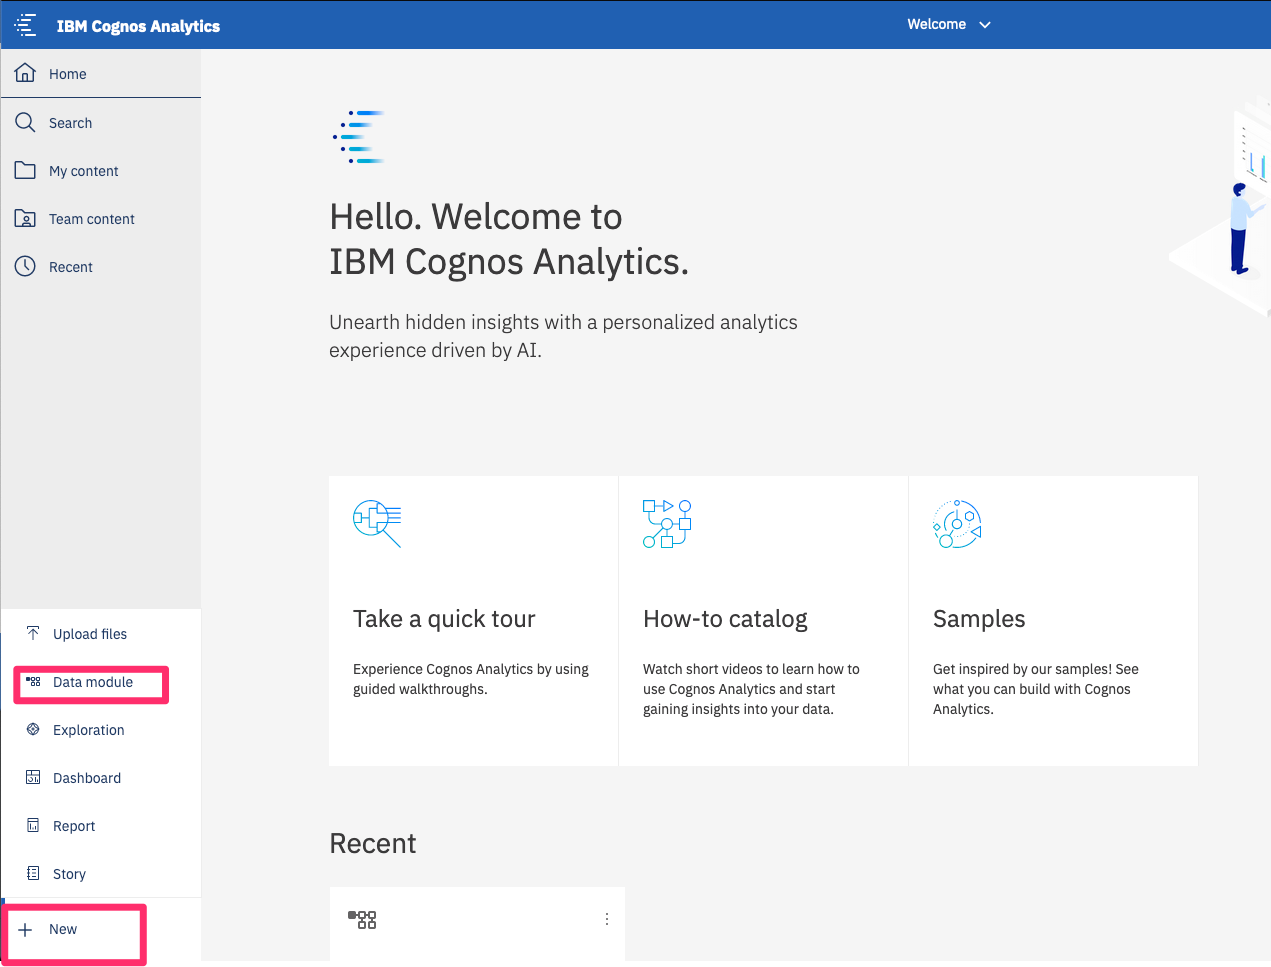 IBM Cognos Analytics
Welcome
Home
Search
My content
Team content
Recent
Hello. Welcome to
IBM Cognos Analytics.
Unearth hidden insights with a personalized analytics
experience driven by AI.
Take a quick tour
Experience Cognos Analytics by using
guided walkthroughs.
How-to catalog
Watch short videos to learn how to
use Cognos Analytics and start
gaining insights into your data.
Samples
Get inspired by our samples! See
what you can build with Cognos
Analytics.
Upload files
Data module
Exploration
Dashboard
Report
Story
New
Recent